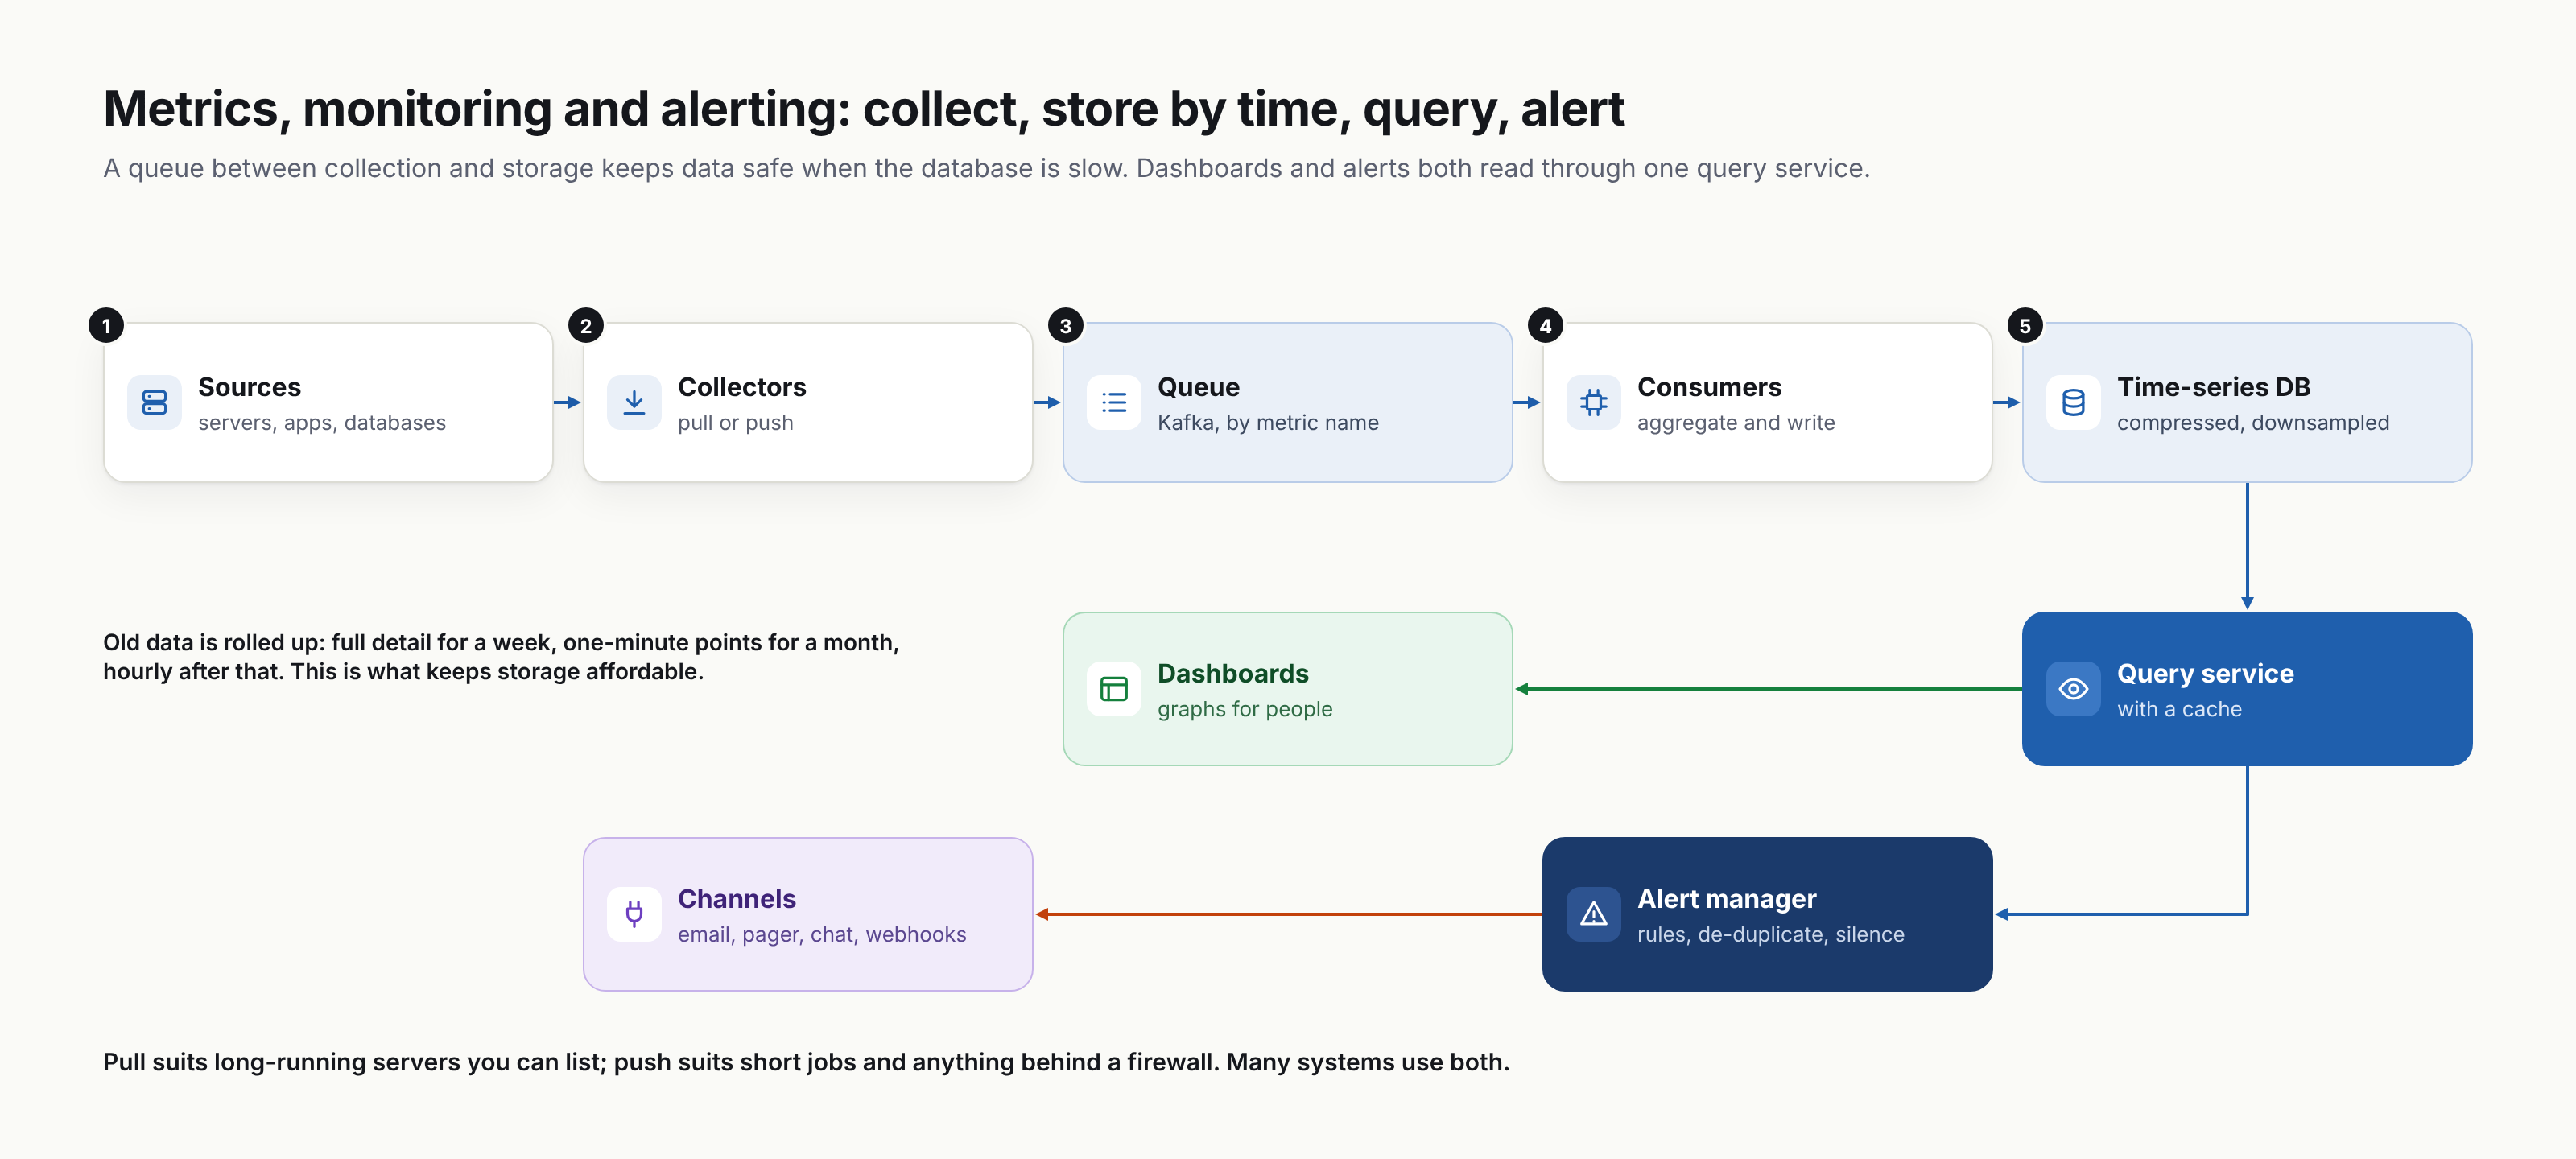 Metrics, monitoring and alerting: collect, store by time, query, alert
A queue between collection and storage keeps data safe when the database is slow. Dashboards and alerts both read through one query service.
1
Sources
servers, apps, databases
2
Collectors
pull or push
3
Queue
Kafka, by metric name
4
Consumers
aggregate and write
5
Time-series DB
compressed, downsampled
Old data is rolled up: full detail for a week, one-minute points for a month,
hourly after that. This is what keeps storage affordable.
Dashboards
graphs for people
Query service
with a cache
Channels
email, pager, chat, webhooks
Alert manager
rules, de-duplicate, silence
Pull suits long-running servers you can list; push suits short jobs and anything behind a firewall. Many systems use both.